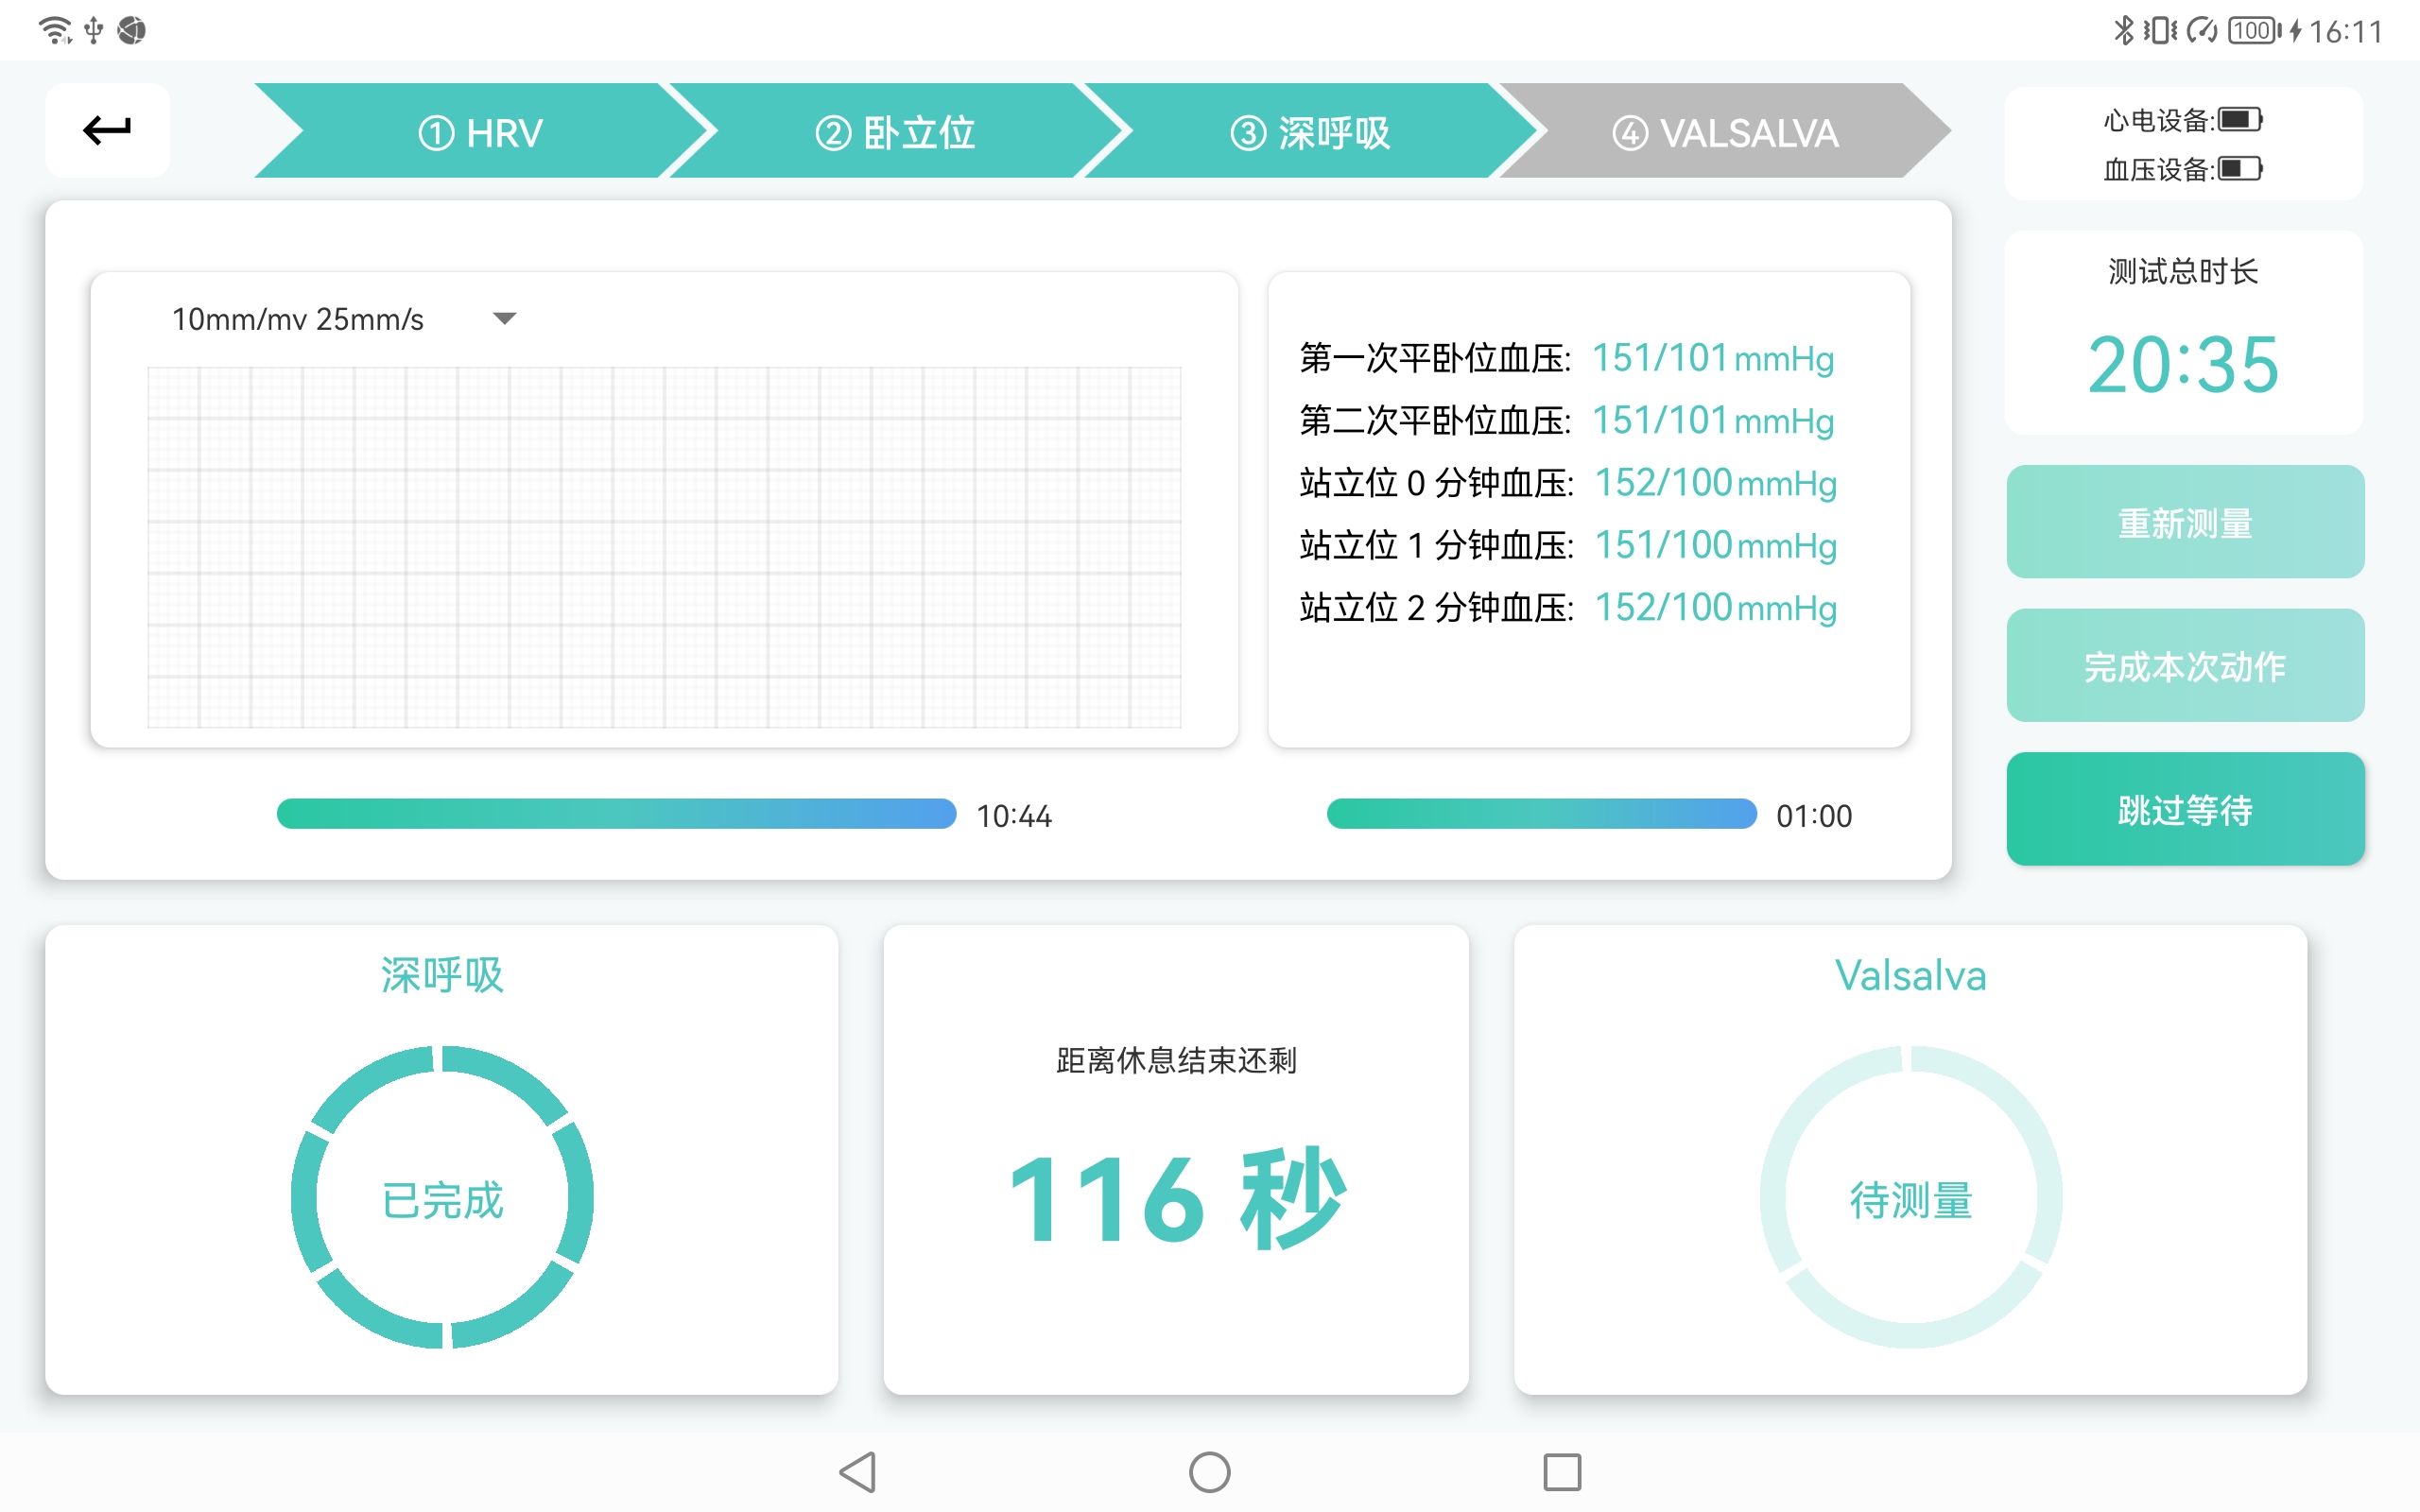 100 16:11
① HRV
② 卧立位
③ 深呼吸
④ VALSALVA
心电设备:
血压设备:
10mm/mv 25mm/s
第一次平卧位血压: 151/101 mmHg
第二次平卧位血压: 151/101 mmHg
站立位 0 分钟血压: 152/100 mmHg
站立位 1 分钟血压: 151/100 mmHg
站立位 2 分钟血压: 152/100 mmHg
10:44
01:00
测试总时长
20:35
重新测量
完成本次动作
跳过等待
深呼吸
已完成
距离休息结束还剩
116 秒
Valsalva
待测量